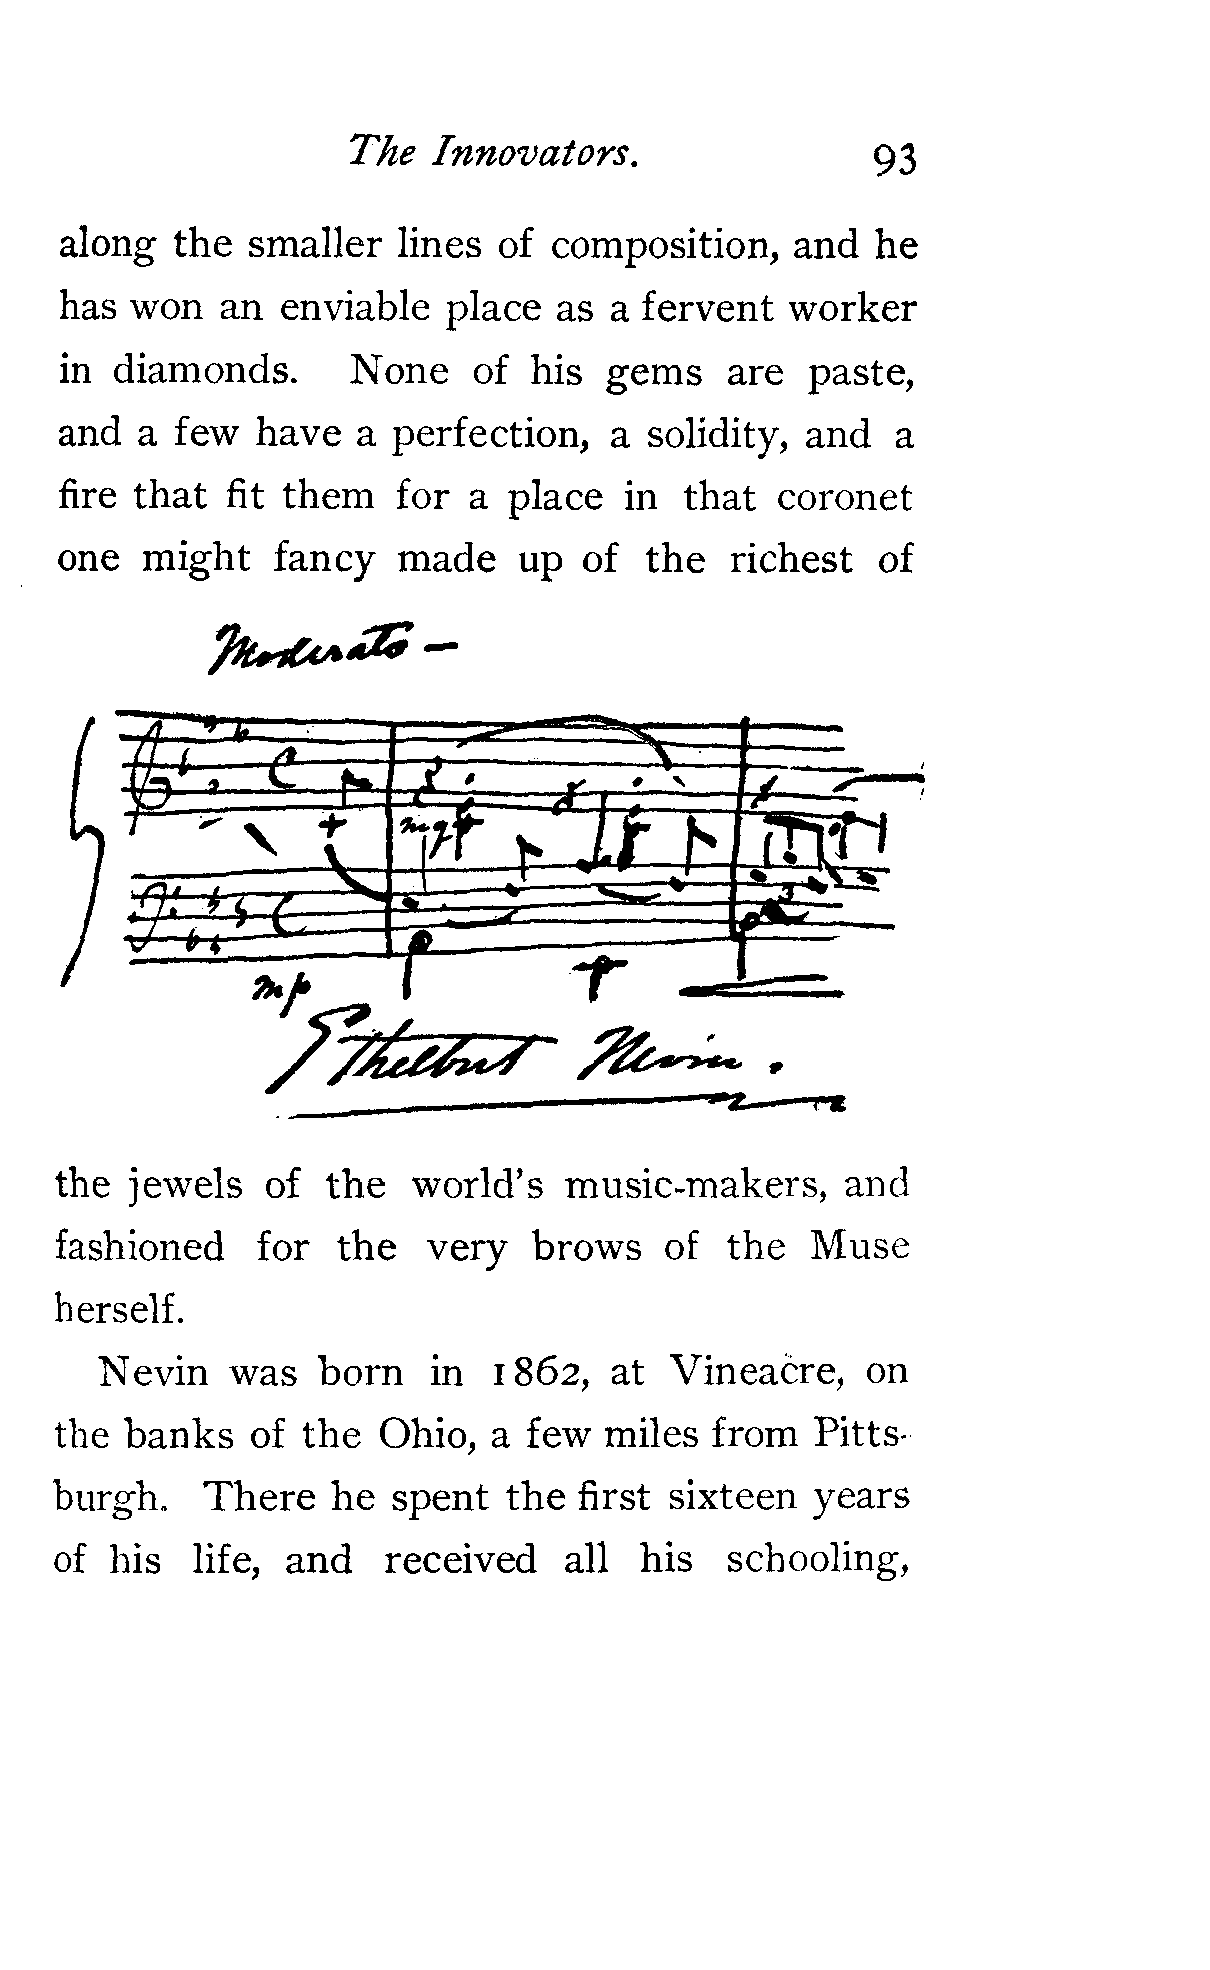 The Innovators. 93
along the smaller lines of composition, and he
has won an enviable place as a fervent worker
in diamonds. None of his gems are paste,
and a few have a perfection, a solidity, and a
fire that fit them for a place in that coronet
one might fancy made up of the richest of
Moderato —
3
mp
Ethelbert Nevin.
the jewels of the world's music-makers, and
fashioned for the very brows of the Muse
herself.
Nevin was born in 1862, at Vineacre, on
the banks of the Ohio, a few miles from Pitts-
burgh. There he spent the first sixteen years
of his life, and received all his schooling,